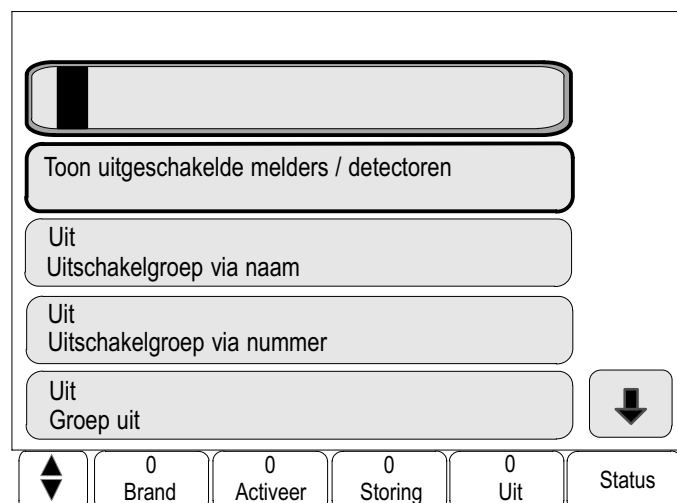 Toon uitgeschakelde melders / detectoren
Uit
Uitschakelgroep via naam
Uit
Uitschakelgroep via nummer
Uit
Groep uit
0
Brand
0
Activeer
0
Storing
0
Uit
Status